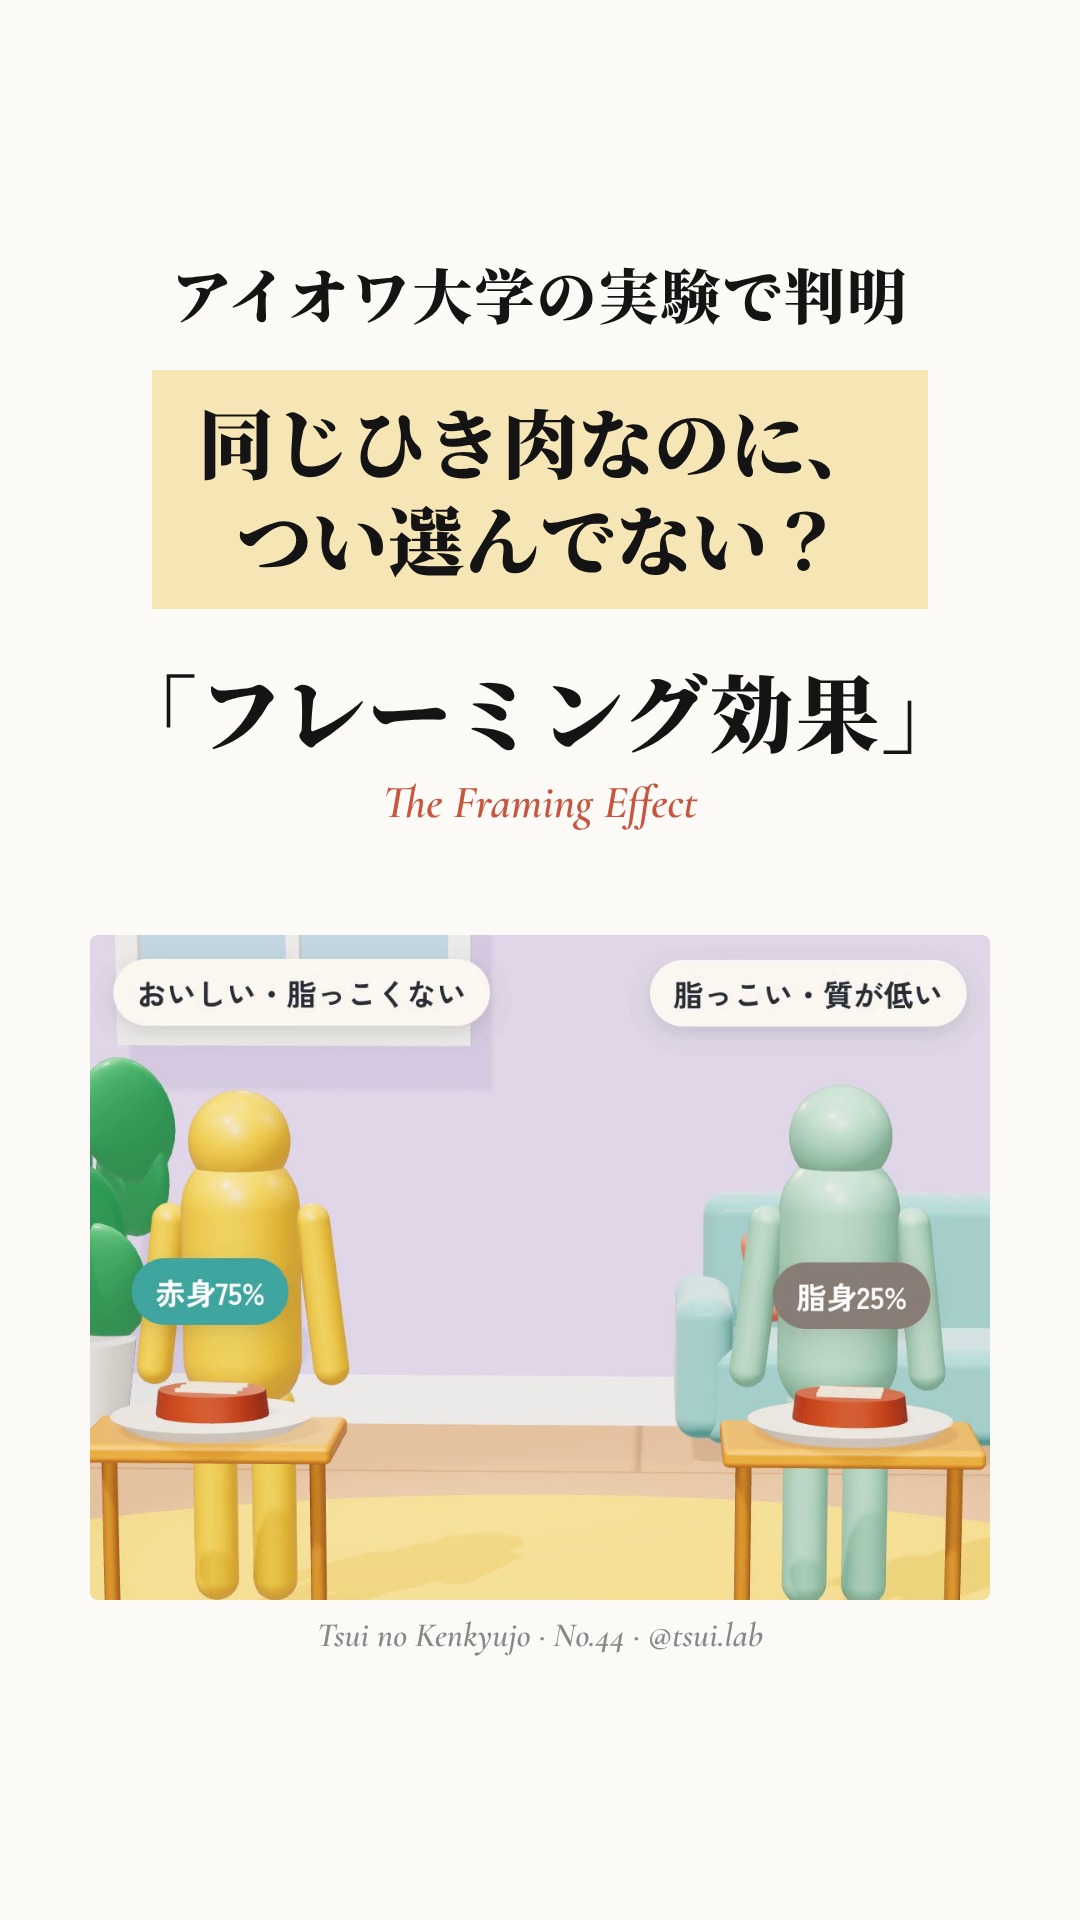 アイオワ大学の実験で判明
同じひき肉なのに、
つい選んでない？
「フレーミング効果」
The Framing Effect
おいしい・脂っこくない
脂っこい・質が低い
赤身75%
脂身25%
Tsui no Kenkyujo · No.44 · @tsui.lab